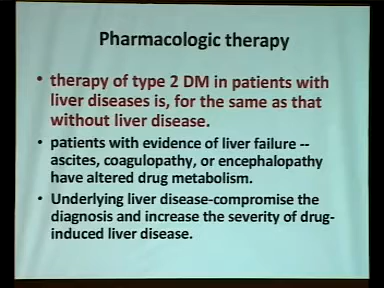 Pharmacologic therapy
• therapy of type 2 DM in patients with
liver diseases is, for the same as that
without liver disease.
• patients with evidence of liver failure --
ascites, coagulopathy, or encephalopathy
have altered drug metabolism.
• Underlying liver disease-compromise the
diagnosis and increase the severity of drug-
induced liver disease.